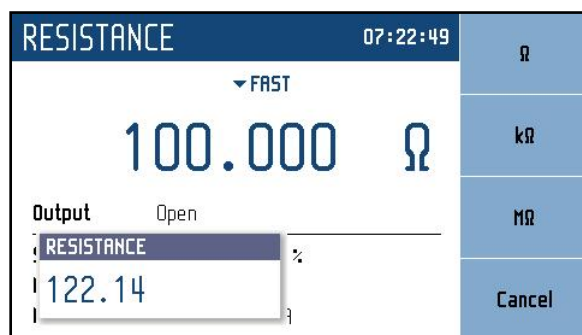 RESISTANCE 07:22:49
FAST
100.000 Ω
Output Open
%
RESISTANCE
122.14
Ω
kΩ
MΩ
Cancel